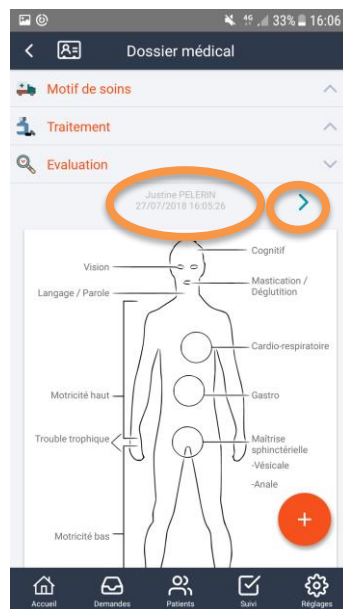 4G 33% 16:06
Dossier médical
Motif de soins
Traitement
Evaluation
Justine PELERIN
27/07/2018 16:05:26
Cognitif
Vision
Mastication /
Déglutition
Langage / Parole
Cardio-respiratoire
Motricité haut
Gastro
Trouble trophique
Maîtrise
sphinctérielle
-Vésicale
-Anale
Motricité bas
Accueil Demandes Patients Suivi Réglages